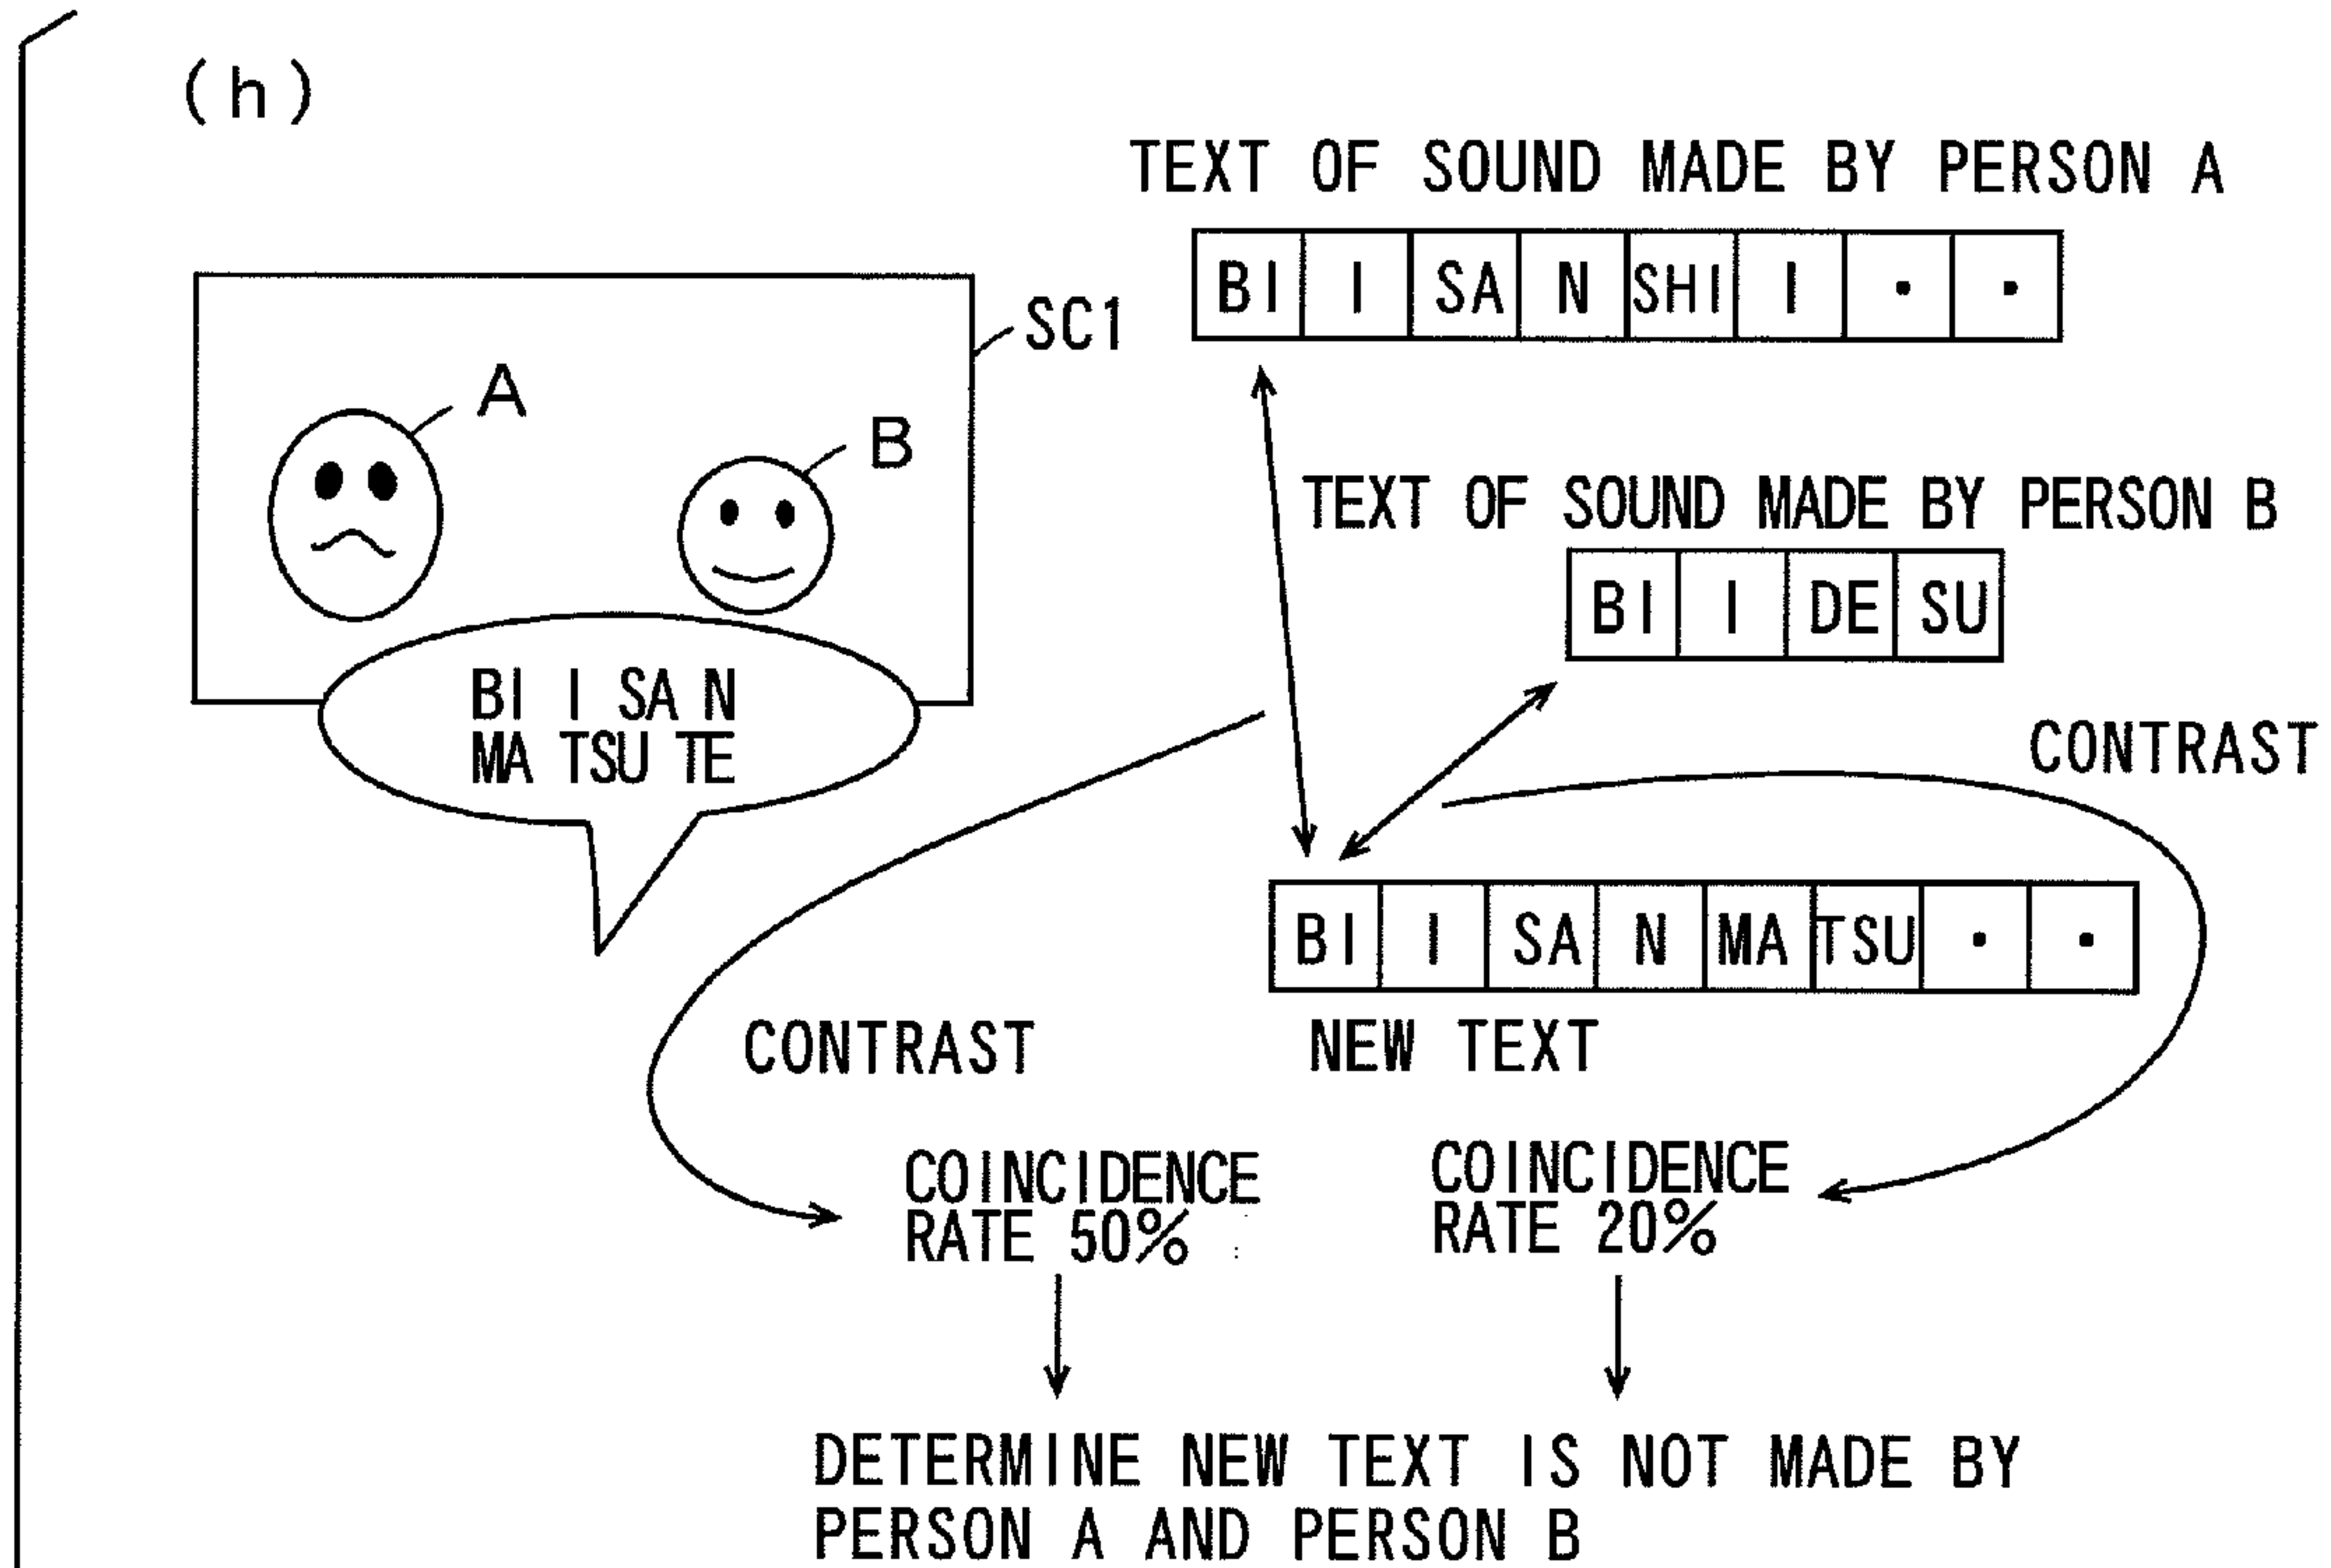 (h)
TEXT OF SOUND MADE BY PERSON A
BI I SA N SHI I ・ ・
SC1
A
B
TEXT OF SOUND MADE BY PERSON B
BI I DE SU
BI I SA N
MA TSU TE
CONTRAST
BI I SA N MA TSU ・ ・
NEW TEXT
CONTRAST
COINCIDENCE
RATE 50%
COINCIDENCE
RATE 20%
DETERMINE NEW TEXT IS NOT MADE BY
PERSON A AND PERSON B